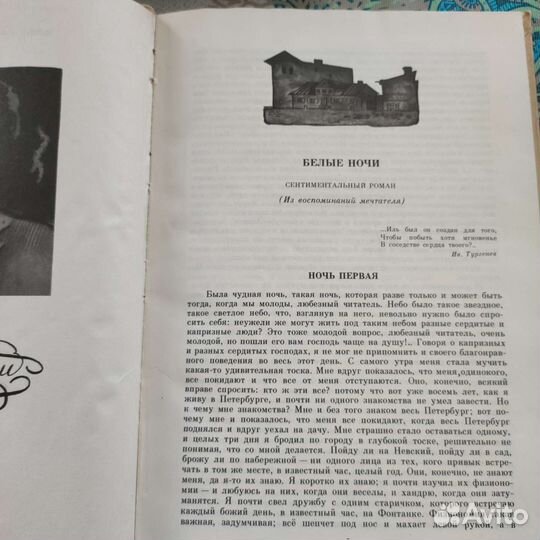 БЕЛЫЕ НОЧИ
СЕНТИМЕНТАЛЬНЫЙ РОМАН
(Из воспоминаний мечтателя)
...Иль был он создан для того,
Чтобы побыть хотя мгновенье
В соседстве сердца твоего?..
Ив. Тургенев
НОЧЬ ПЕРВАЯ
Была чудная ночь, такая ночь, которая разве только и может быть
тогда, когда мы молоды, любезный читатель. Небо было такое звездное,
такое светлое небо, что, взглянув на него, невольно нужно было спро-
сить себя: неужели же могут жить под таким небом разные сердитые и
капризные люди? Это тоже молодой вопрос, любезный читатель, очень
молодой, но пошли его вам господь чаще на душу!.. Говоря о капризных
и разных сердитых господах, я не мог не припомнить и своего благонрав-
ного поведения во весь этот день. С самого утра меня стала мучить
какая-то удивительная тоска. Мне вдруг показалось, что меня, одинокого,
все покидают и что все от меня отступаются. Оно, конечно, всякий
вправе спросить: кто ж эти все? потому что вот уже восемь лет, как я
живу в Петербурге, и почти ни одного знакомства не умел завести. Но
к чему мне знакомства? Мне и без того знаком весь Петербург; вот по-
чему мне и показалось, что меня все покидают, когда весь Петербург
поднялся и вдруг уехал на дачу. Мне страшно стало оставаться одному,
и целых три дня я бродил по городу в глубокой тоске, решительно не
понимая, что со мной делается. Пойду ли на Невский, пойду ли в сад,
брожу ли по набережной — ни одного лица из тех, кого привык встре-
чать в том же месте, в известный час, целый год. Они, конечно, не знают
меня, да я-то их знаю. Я коротко их знаю; я почти изучил их физионо-
мии — и любуюсь на них, когда они веселы, и хандрю, когда они зату-
манятся. Я почти свел дружбу с одним старичком, которого встречаю
каждый божий день, в известный час, на Фонтанке. Физиономия так
важная, задумчивая; всё шепчет под нос и махает левой рукой, а в
Avito